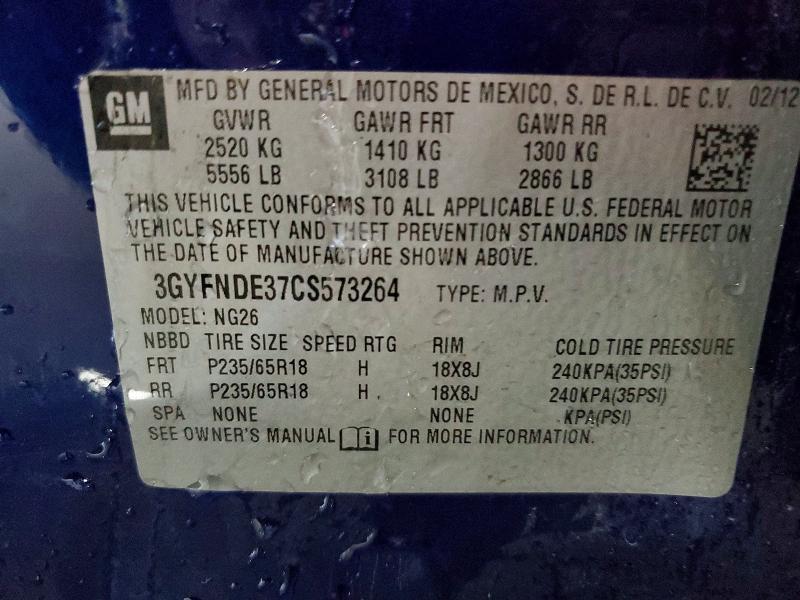 GM MFD BY GENERAL MOTORS DE MEXICO, S. DE R.L. DE C.V. 02/12
GVWR GAWR FRT GAWR RR
2520 KG 1410 KG 1300 KG
5556 LB 3108 LB 2866 LB
THIS VEHICLE CONFORMS TO ALL APPLICABLE U.S. FEDERAL MOTOR
VEHICLE SAFETY AND THEFT PREVENTION STANDARDS IN EFFECT ON
THE DATE OF MANUFACTURE SHOWN ABOVE.
3GYFNDE37CS573264 TYPE: M.P.V.
MODEL: NG26
NBBD TIRE SIZE SPEED RTG RIM COLD TIRE PRESSURE
FRT P235/65R18 H 18X8J 240KPA(35PSI)
RR P235/65R18 H 18X8J 240KPA(35PSI)
SPA NONE NONE KPA(PSI)
SEE OWNER'S MANUAL FOR MORE INFORMATION.